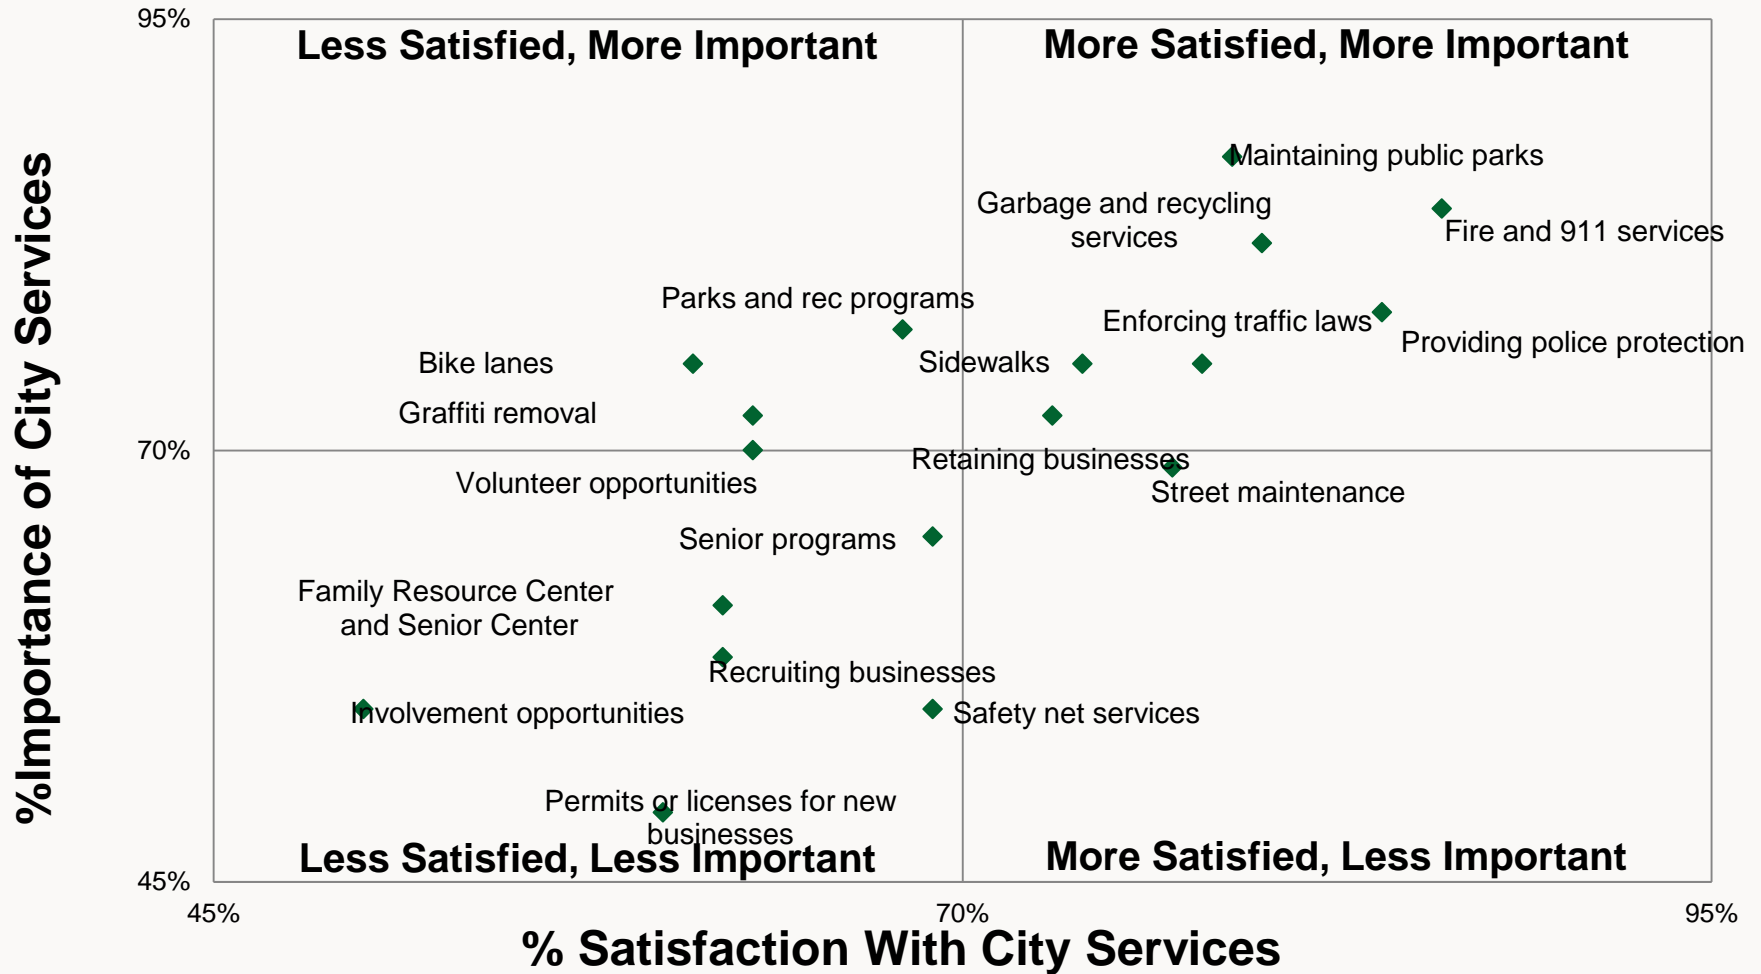 95%
Less Satisfied, More Important
More Satisfied, More Important
Maintaining public parks
Garbage and recycling
services
Fire and 911 services
Parks and rec programs
Enforcing traffic laws
Providing police protection
Bike lanes
Sidewalks
Graffiti removal
70%
Retaining businesses
Volunteer opportunities
Street maintenance
Senior programs
Family Resource Center
and Senior Center
Recruiting businesses
Involvement opportunities
Safety net services
Permits or licenses for new
businesses
Less Satisfied, Less Important
More Satisfied, Less Important
45%
45%
70%
95%
% Satisfaction With City Services
%Importance of City Services